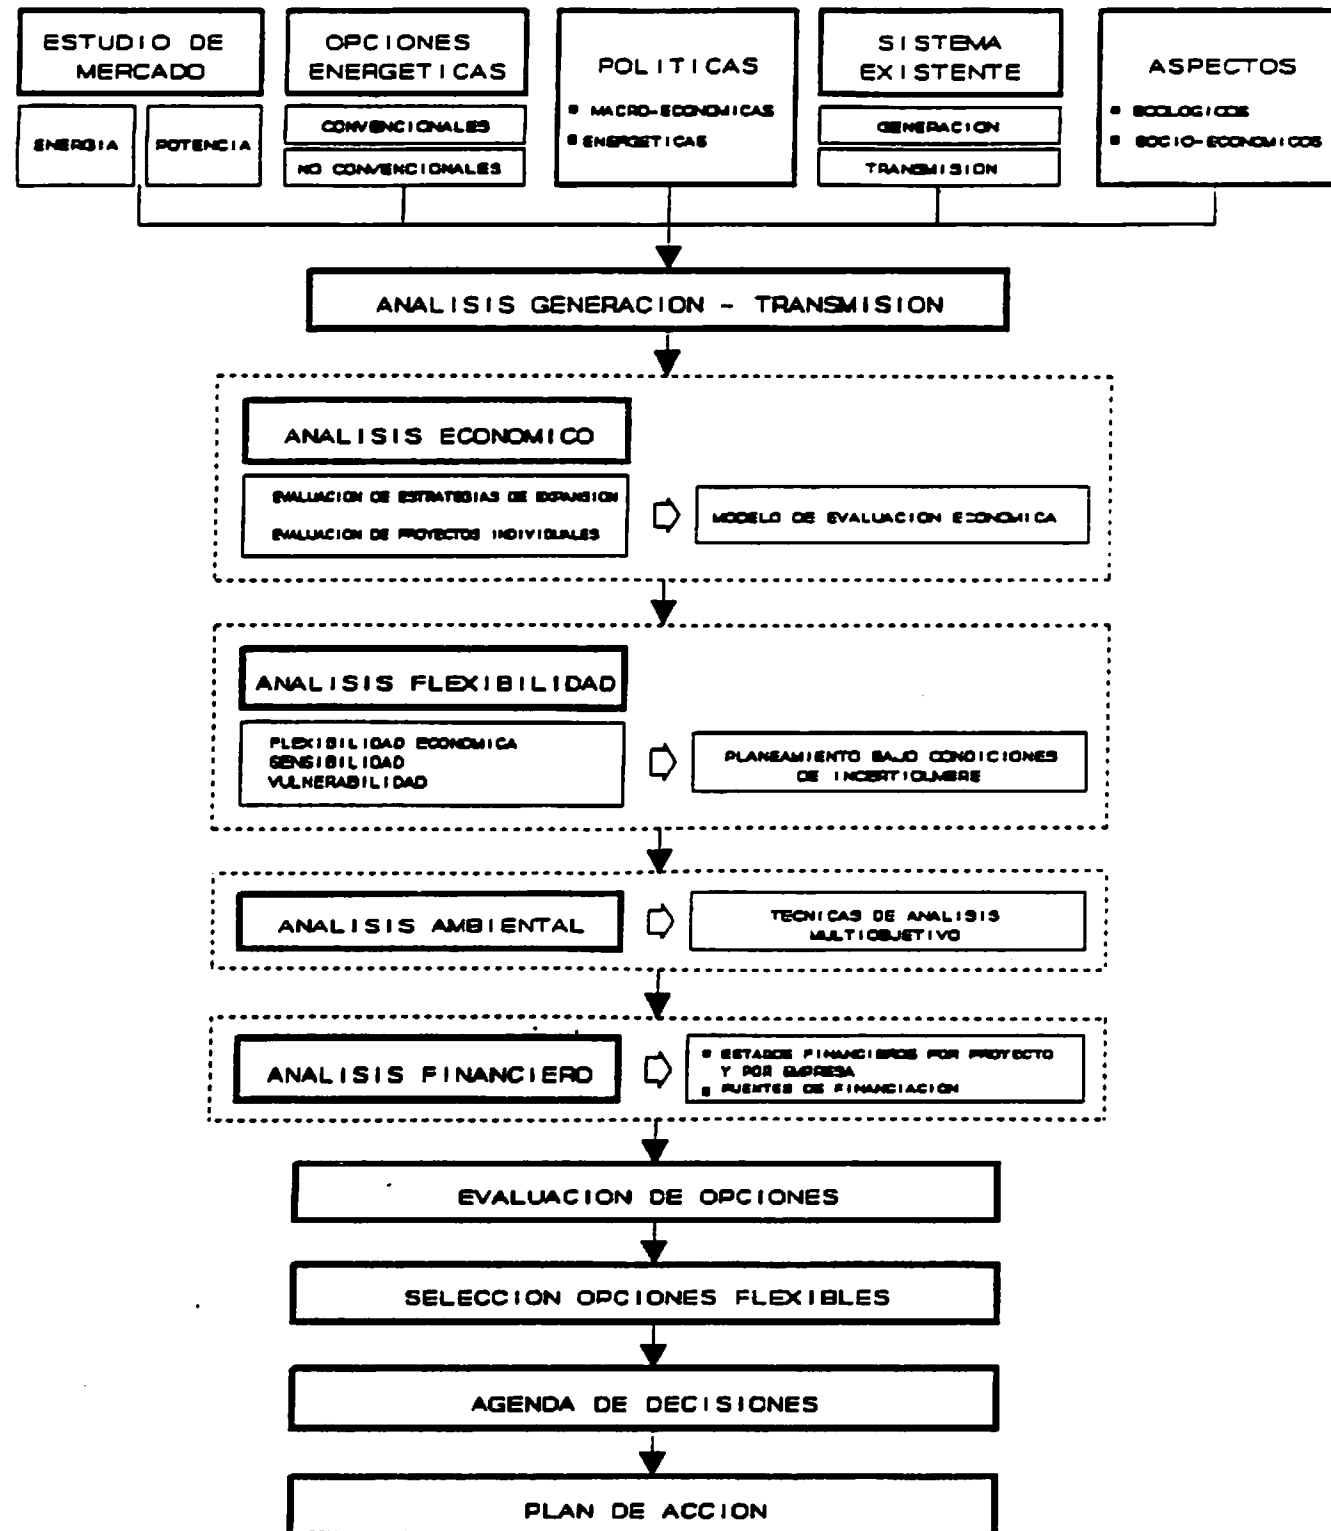 ESTUDIO DE
MERCADO
ENERGIA
POTENCIA
OPCIONES
ENERGETICAS
CONVENCIONALES
NO CONVENCIONALES
POLITICAS
■ MACRO-ECONOMICAS
■ ENERGETICAS
SISTEMA
EXISTENTE
GENERACION
TRANSMISION
ASPECTOS
■ ECOLOGICOS
■ SOCIO-ECONOMICOS
ANALISIS GENERACION - TRANSMISION
ANALISIS ECONOMICO
EVALUACION DE ESTRATEGIAS DE EXPANSION
EVALUACION DE PROYECTOS INDIVIDUALES
MODELO DE EVALUACION ECONOMICA
ANALISIS FLEXIBILIDAD
FLEXIBILIDAD ECONOMICA
SENSIBILIDAD
VULNERABILIDAD
PLANEAMIENTO BAJO CONDICIONES
DE INCERTIDUMBRE
ANALISIS AMBIENTAL
TECNICAS DE ANALISIS
MULTIOBJETIVO
ANALISIS FINANCIERO
■ ESTADOS FINANCIEROS POR PROYECTO
Y POR EMPRESA
■ FUENTES DE FINANCIACION
EVALUACION DE OPCIONES
SELECCION OPCIONES FLEXIBLES
AGENDA DE DECISIONES
PLAN DE ACCION